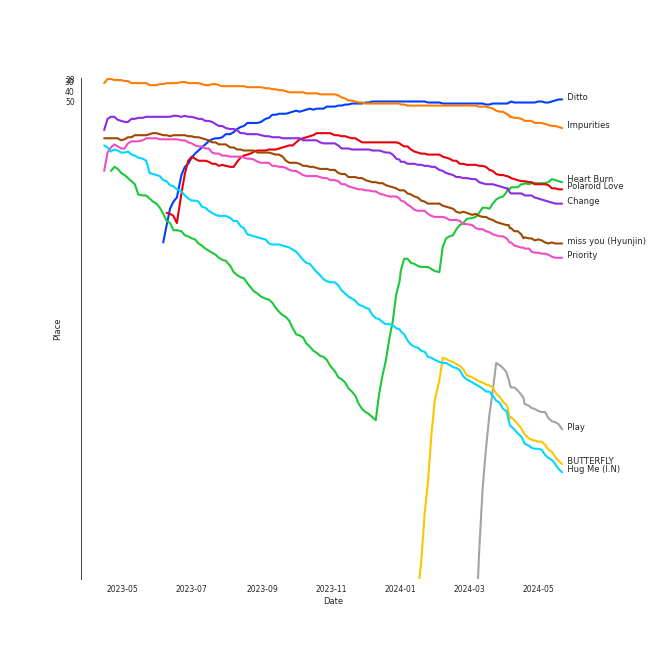 30
40
50
Place
Ditto
Impurities
Heart Burn
Polaroid Love
Change
miss you (Hyunjin)
Priority
Play
BUTTERFLY
Hug Me (I.N)
2023-05
2023-07
2023-09
2023-11
2024-01
2024-03
2024-05
Date